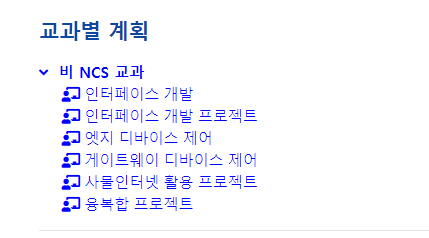 교과별 계획
비 NCS 교과
인터페이스 개발
인터페이스 개발 프로젝트
엣지 디바이스 제어
게이트웨이 디바이스 제어
사물인터넷 활용 프로젝트
융복합 프로젝트